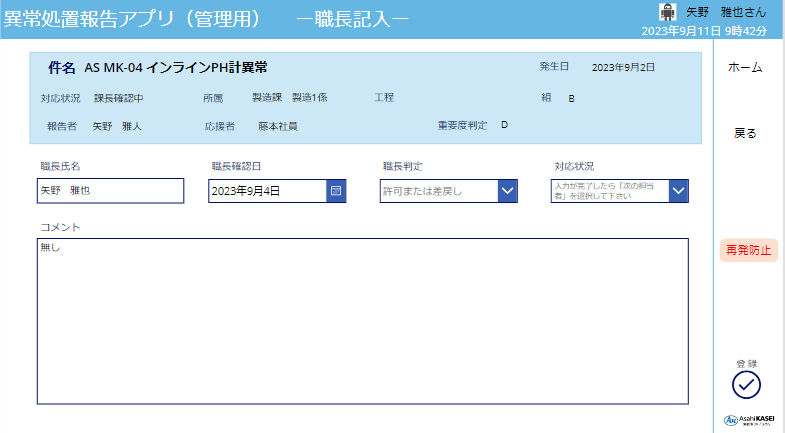 異常処置報告アプリ（管理用）　ー職長記入ー
矢野　雅也さん
2023年9月11日 9時42分
件名 AS MK-04 インラインPH計異常
発生日 2023年9月2日
対応状況 課長確認中 所属 製造課　製造1係 工程 組 B
報告者 矢野　雅人 応援者 藤本社員 重要度判定 D
職長氏名 職長確認日 職長判定 対応状況
矢野　雅也 2023年9月4日 許可または差戻し 入力が完了したら「次の担当
者」を選択して下さい
コメント
無し
ホーム
戻る
再発防止
登録
AsahiKASEI